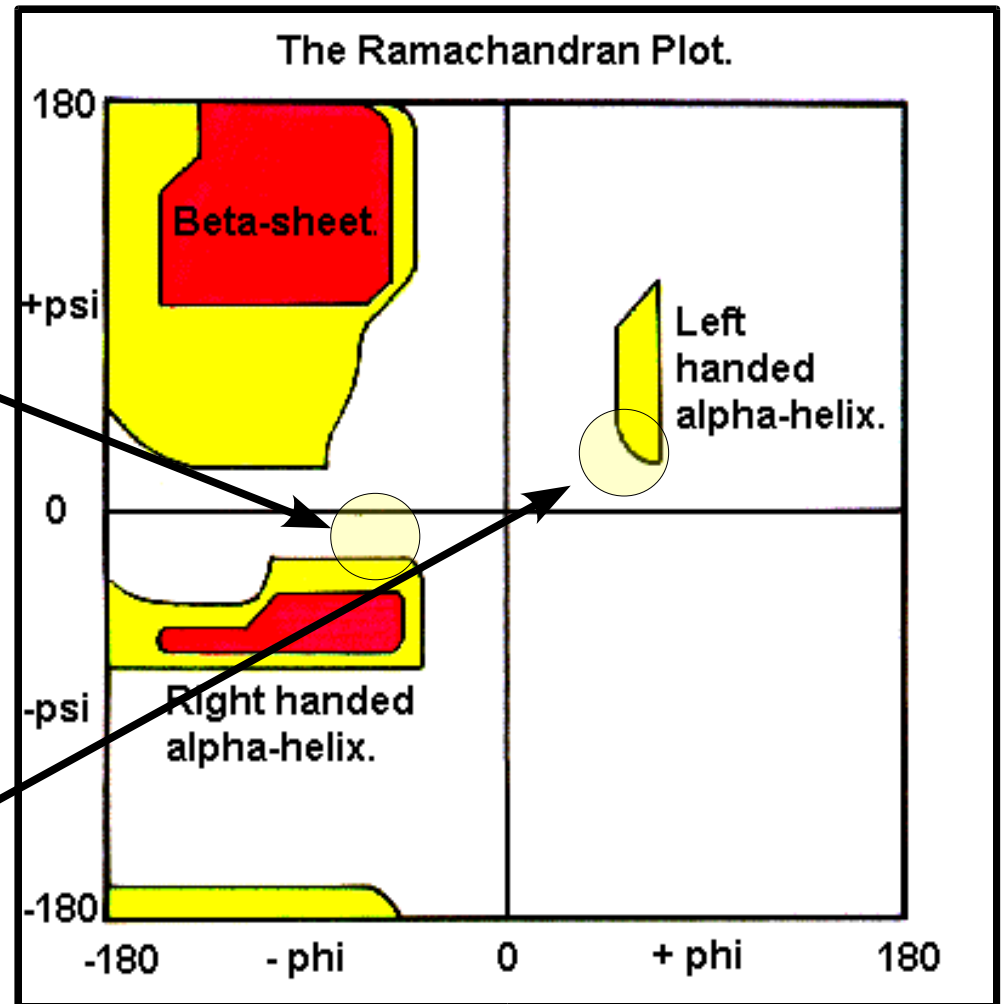 The Ramachandran Plot.
180
Beta-sheet.
+psi
Left
handed
alpha-helix.
0
-psi
Right handed
alpha-helix.
-180
-180
- phi
0
+ phi
180